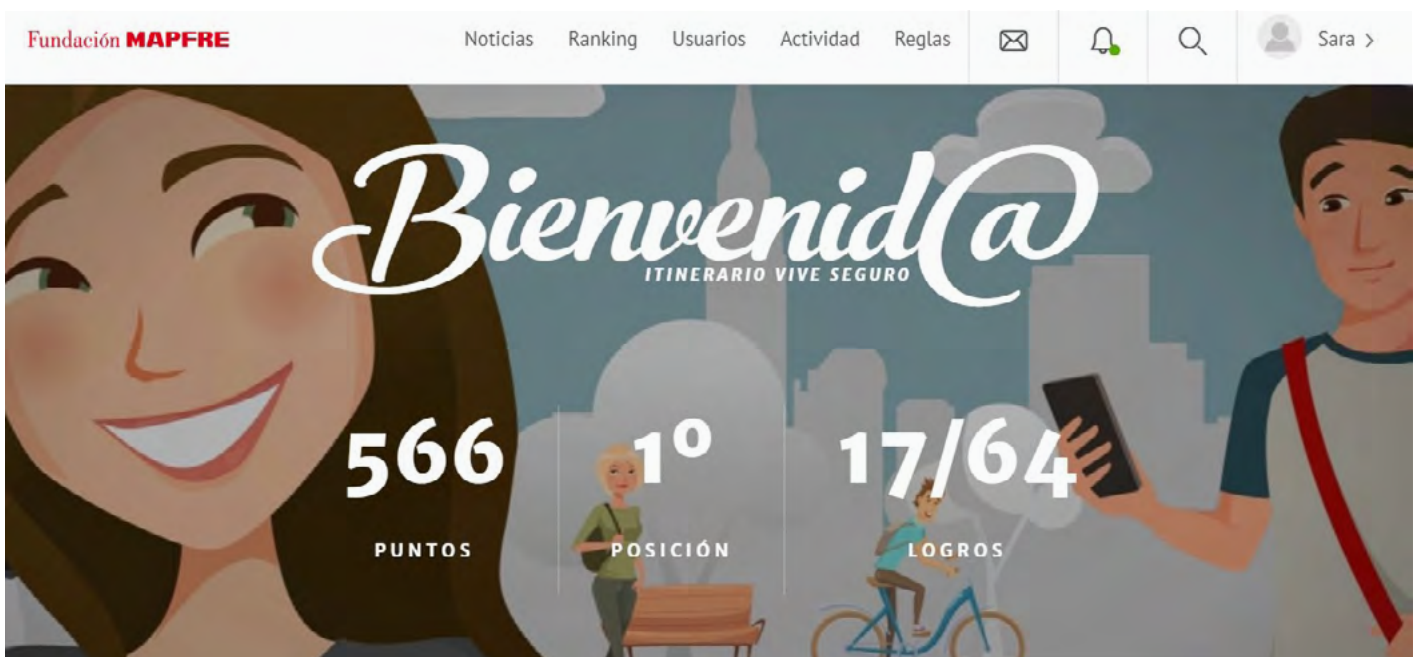 Fundación MAPFRE Noticias Ranking Usuarios Actividad Reglas Sara >
Bienvenid@
ITINERARIO VIVE SEGURO
566 1º 17/64
PUNTOS POSICIÓN LOGROS